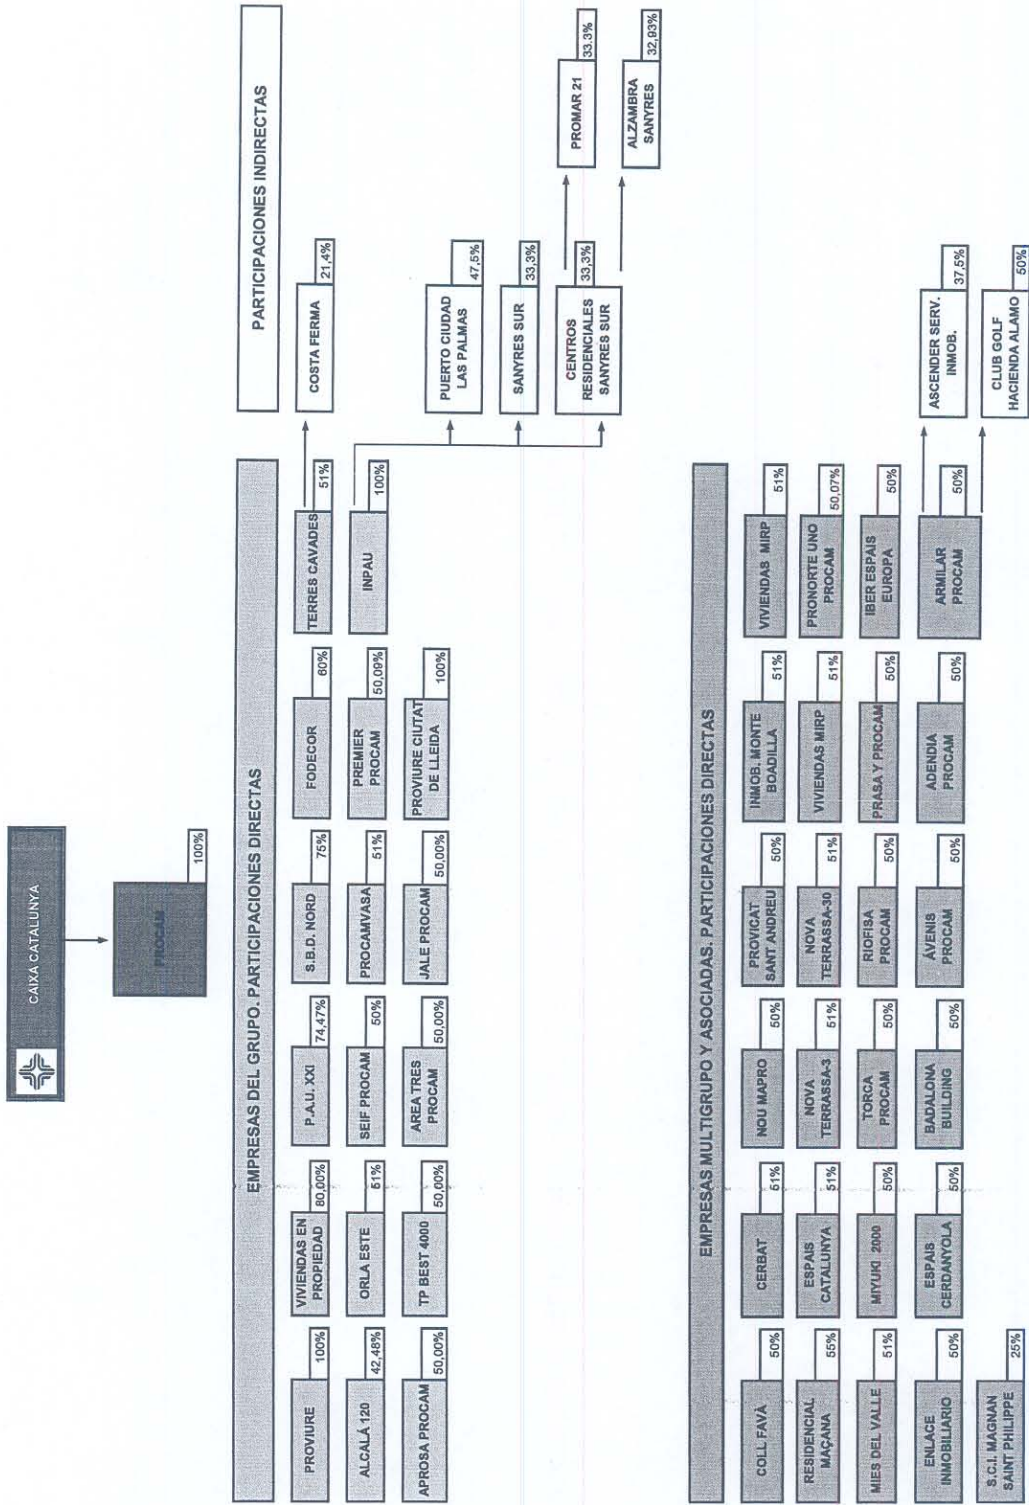 CAIXA CATALUNYA
PROCAM
100%
EMPRESAS DEL GRUPO. PARTICIPACIONES DIRECTAS
PARTICIPACIONES INDIRECTAS
PROVIURE
100%
VIVIENDAS EN
PROPIEDAD
80,00%
P.A.U. XXI
74,47%
S.B.D. NORD
75%
FODECOR
60%
TERRES CAVADES
51%
COSTA FERMA
21,4%
ALCALÁ 120
42,48%
ORLA ESTE
51%
SEIF PROCAM
50%
PROCAMVASA
51%
PREMIER
PROCAM
50,09%
INPAU
100%
APROSA PROCAM
50,00%
TP BEST 4000
50,00%
AREA TRES
PROCAM
50,00%
JALE PROCAM
50,00%
PROVIURE CIUTAT
DE LLEIDA
100%
PUERTO CIUDAD
LAS PALMAS
47,5%
SANYRES SUR
33,3%
CENTROS
RESIDENCIALES
SANYRES SUR
33,3%
PROMAR 21
33.3%
ALZAMBRA
SANYRES
32,93%
EMPRESAS MULTIGRUPO Y ASOCIADAS. PARTICIPACIONES DIRECTAS
COLL FAVÀ
50%
CERBAT
51%
NOU MAPRO
50%
PROVICAT
SANT ANDREU
50%
INMOB. MONTE
BOADILLA
51%
VIVIENDAS MIRP
51%
RESIDENCIAL
MAÇANA
55%
ESPAIS
CATALUNYA
51%
NOVA
TERRASSA-3
51%
NOVA
TERRASSA-30
51%
VIVIENDAS MIRP
51%
PRONORTE UNO
PROCAM
50,07%
MIES DEL VALLE
51%
MIYUKI 2000
50%
TORCA
PROCAM
50%
RIOFISA
PROCAM
50%
PRASA Y PROCAM
50%
IBER ESPAIS
EUROPA
50%
ENLACE
INMOBILIARIO
50%
ESPAIS
CERDANYOLA
50%
BADALONA
BUILDING
50%
ÁVENIS
PROCAM
50%
ADENDIA
PROCAM
50%
ARMILAR
PROCAM
50%
ASCENDER SERV.
INMOB.
37,5%
S.C.I. MAGNAN
SAINT PHILIPPE
25%
CLUB GOLF
HACIENDA ALAMO
50%